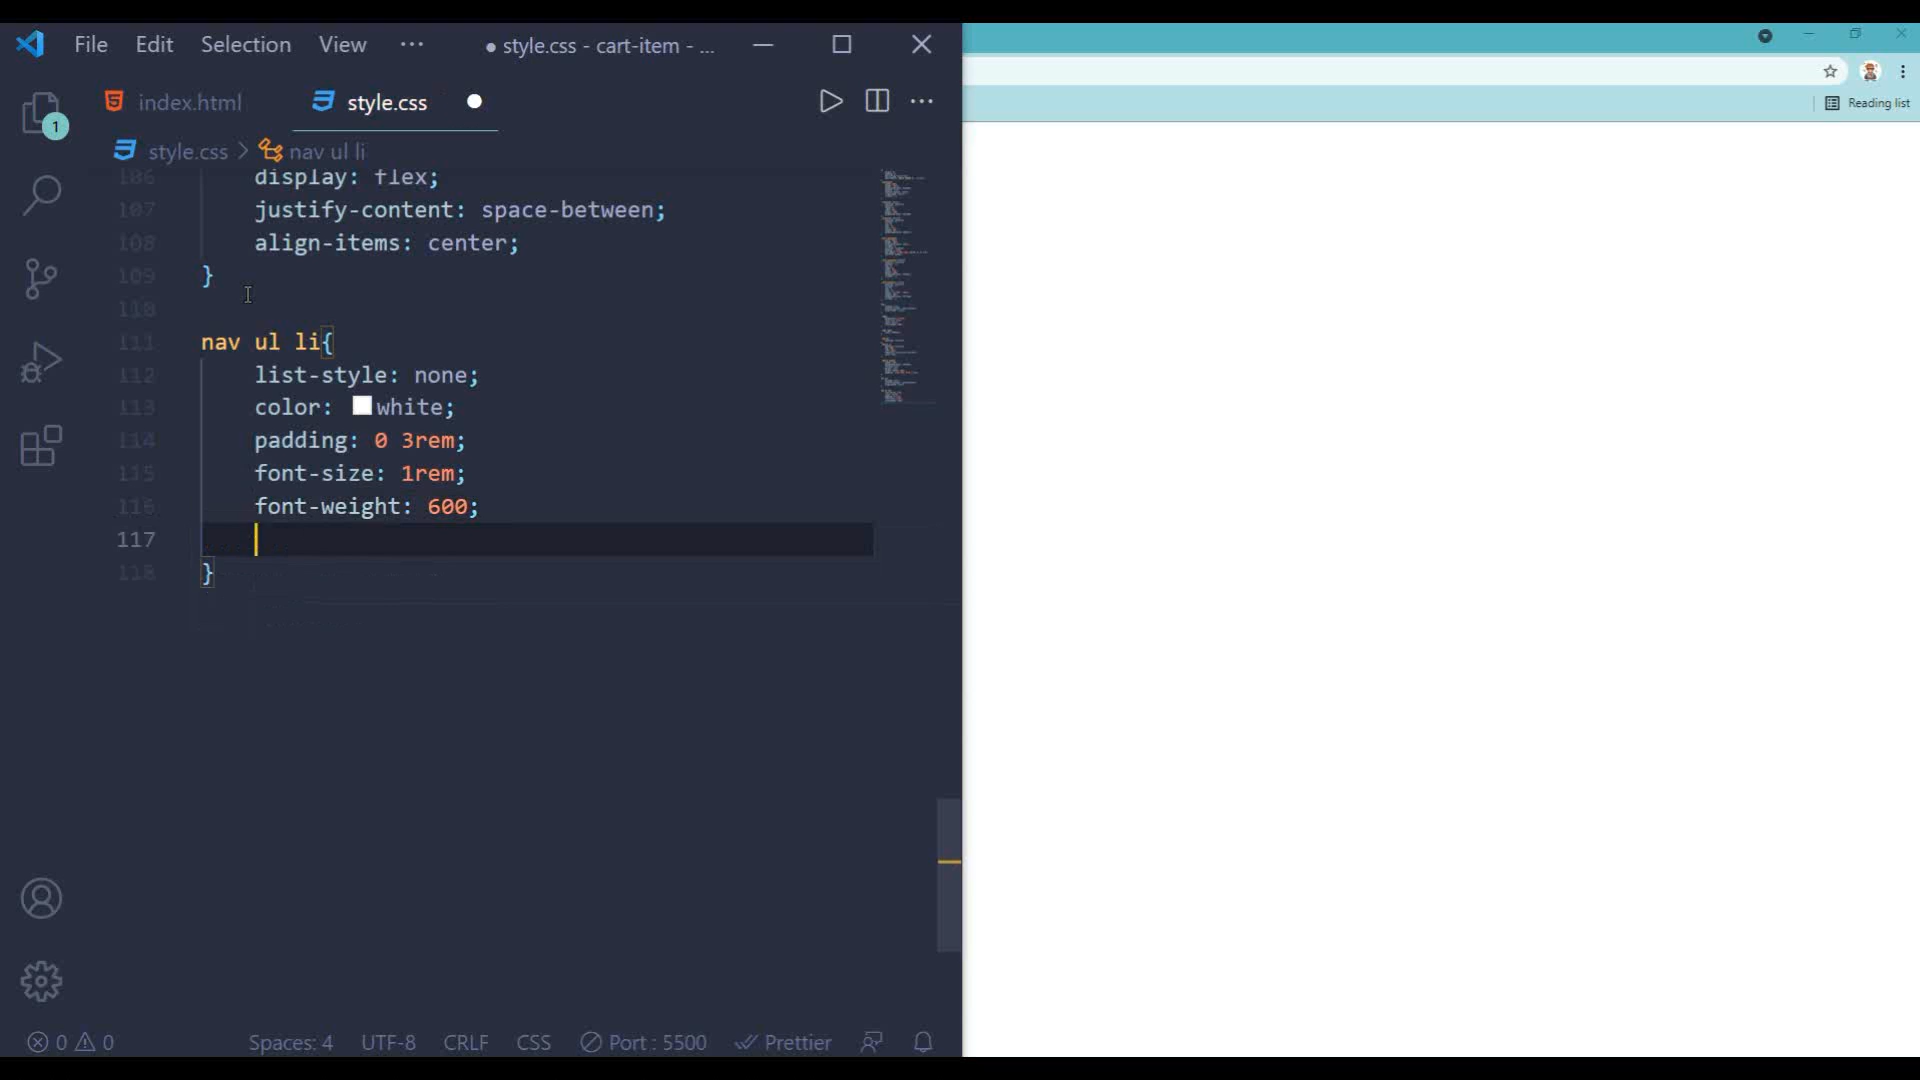 File Edit Selection View ··· ● style.css - cart-item - ...
index.html style.css
Reading list
style.css > nav ul li
1
106 display: flex;
107 justify-content: space-between;
108 align-items: center;
109 }
110
111 nav ul li{
112 list-style: none;
113 color: white;
114 padding: 0 3rem;
115 font-size: 1rem;
116 font-weight: 600;
117
118 }
0 0 Spaces: 4 UTF-8 CRLF CSS Port : 5500 Prettier